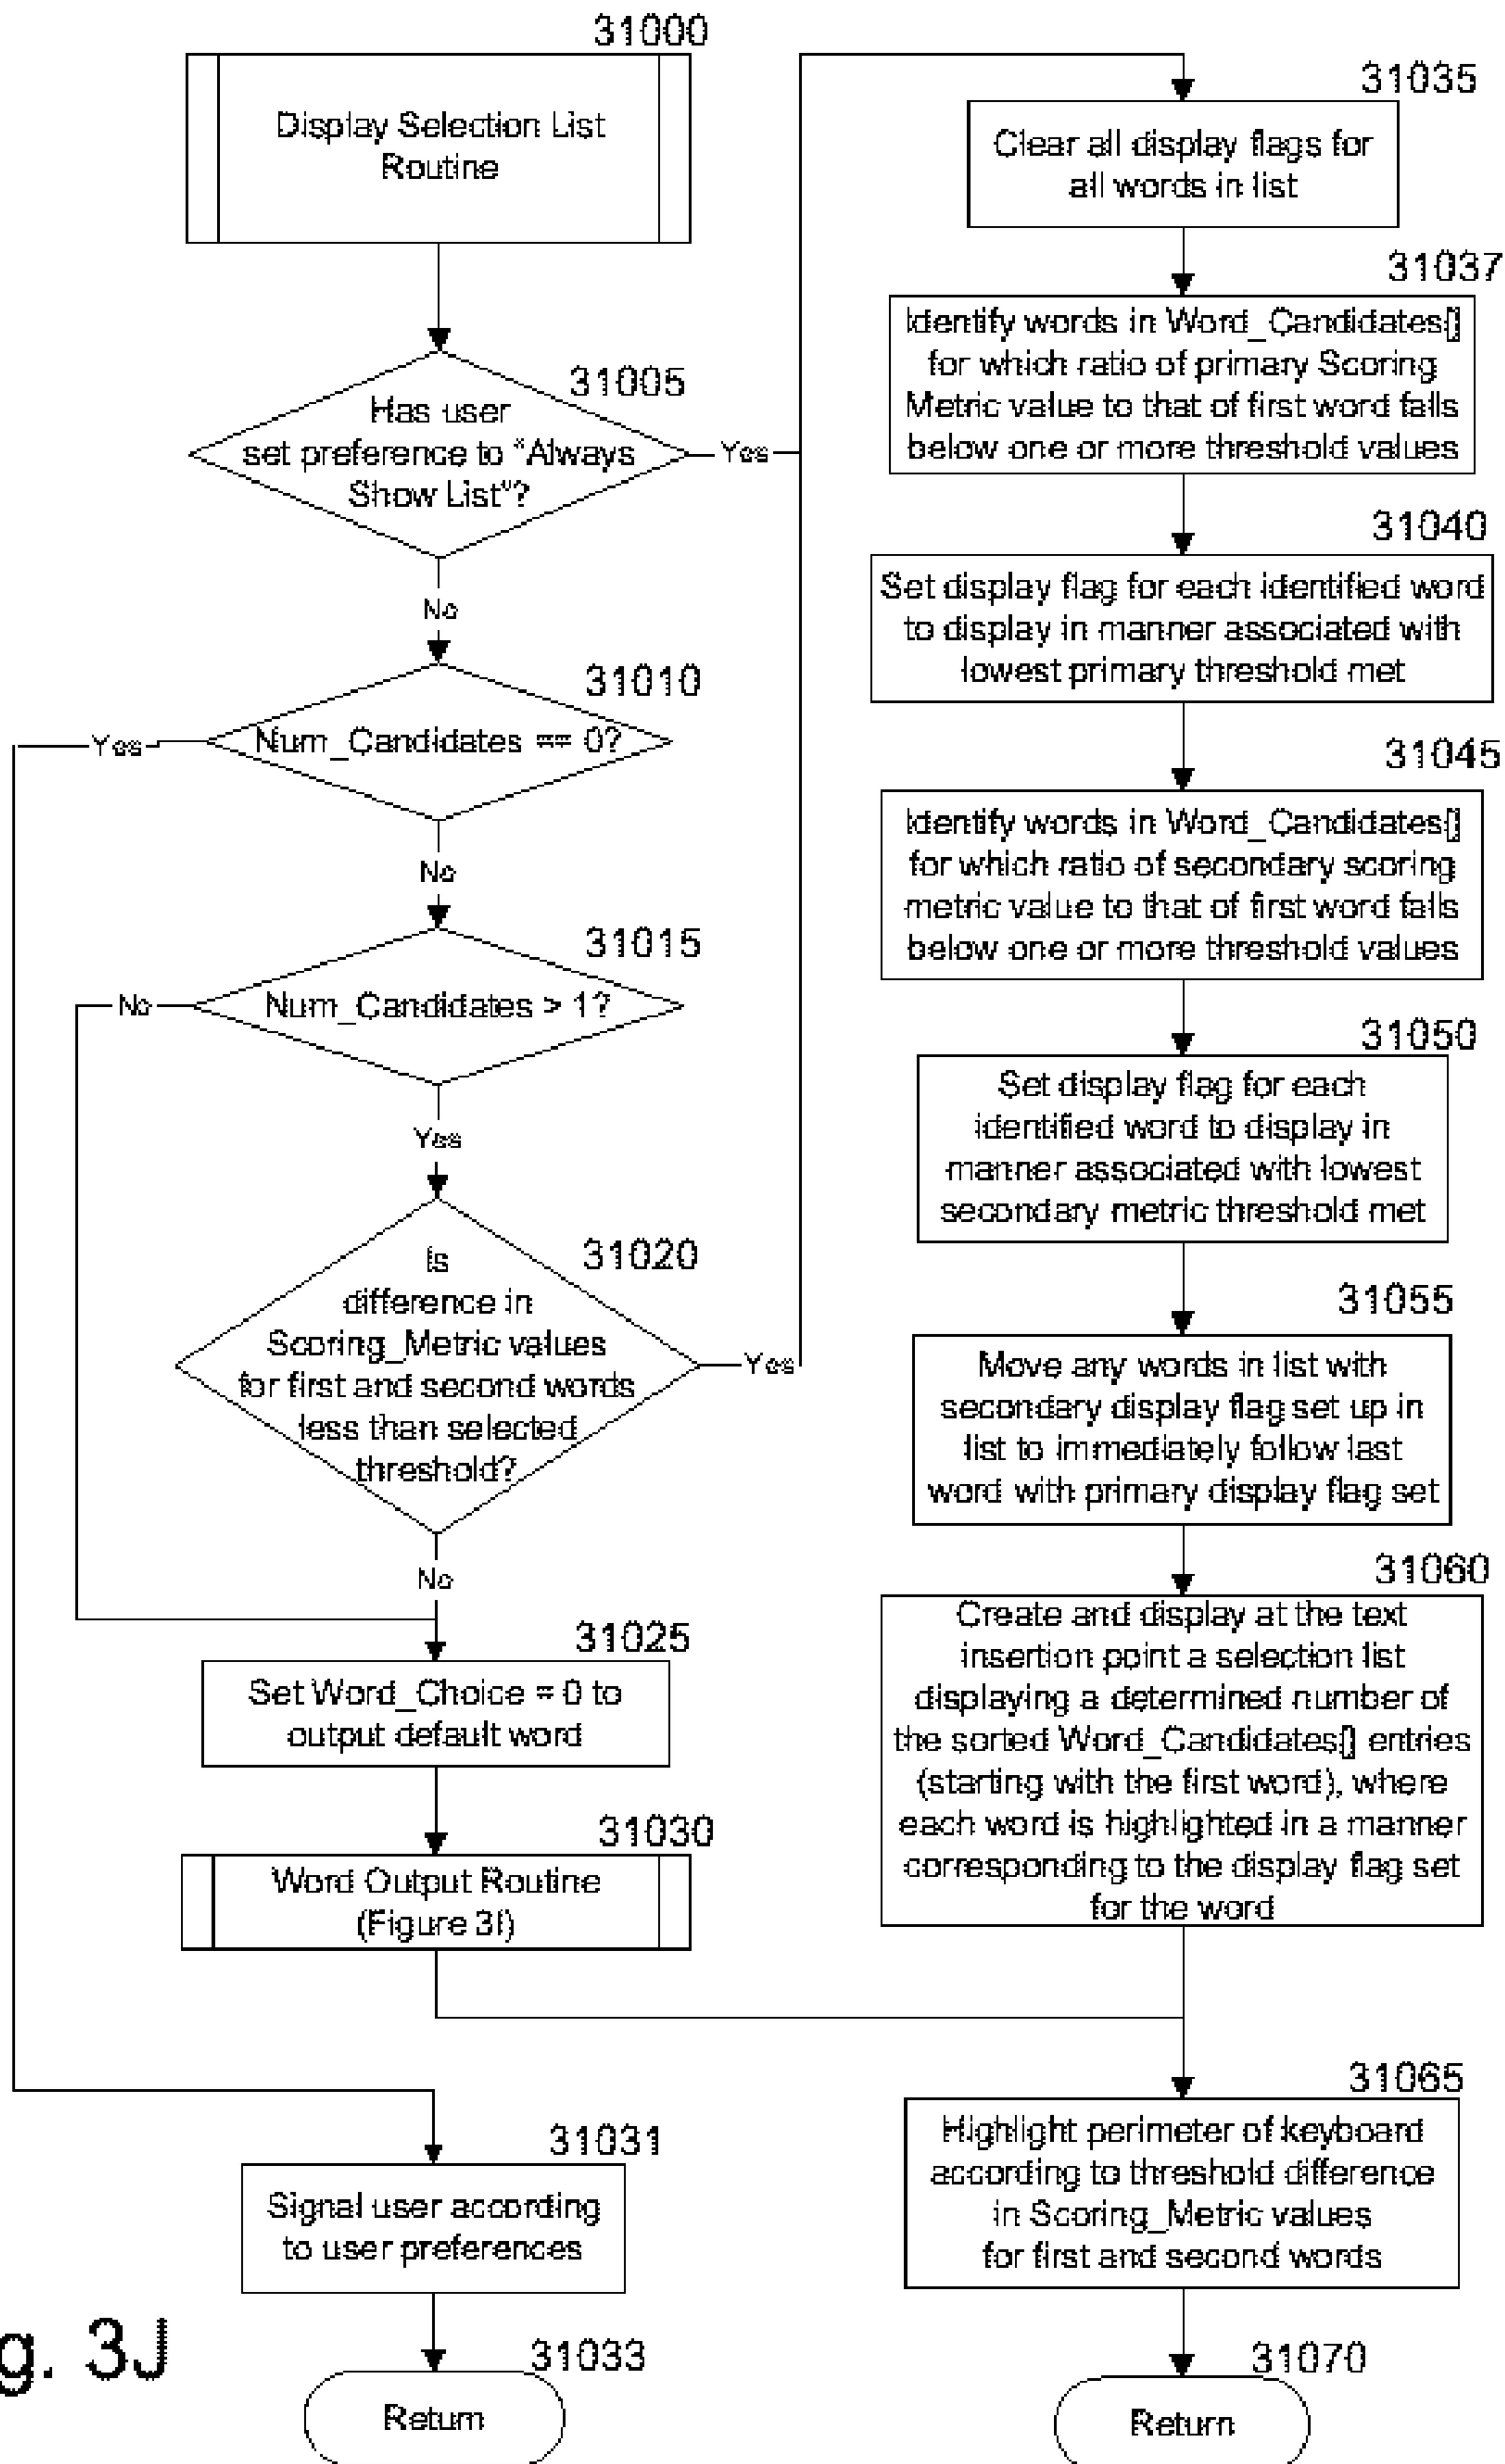 31000
Display Selection List
Routine
31005
Has user
set preference to "Always
Show List"?
Yes
No
31010
Num_Candidates == 0?
Yes
No
31015
Num_Candidates > 1?
No
Yes
31020
Is
difference in
Scoring_Metric values
for first and second words
less than selected
threshold?
Yes
No
31025
Set Word_Choice = 0 to
output default word
31030
Word Output Routine
(Figure 3I)
31031
Signal user according
to user preferences
31033
Return
31035
Clear all display flags for
all words in list
31037
Identify words in Word_Candidates[]
for which ratio of primary Scoring
Metric value to that of first word falls
below one or more threshold values
31040
Set display flag for each identified word
to display in manner associated with
lowest primary threshold met
31045
Identify words in Word_Candidates[]
for which ratio of secondary scoring
metric value to that of first word falls
below one or more threshold values
31050
Set display flag for each
identified word to display in
manner associated with lowest
secondary metric threshold met
31055
Move any words in list with
secondary display flag set up in
list to immediately follow last
word with primary display flag set
31060
Create and display at the text
insertion point a selection list
displaying a determined number of
the sorted Word_Candidates[] entries
(starting with the first word), where
each word is highlighted in a manner
corresponding to the display flag set
for the word
31065
Highlight perimeter of keyboard
according to threshold difference
in Scoring_Metric values
for first and second words
31070
Return
g. 3J